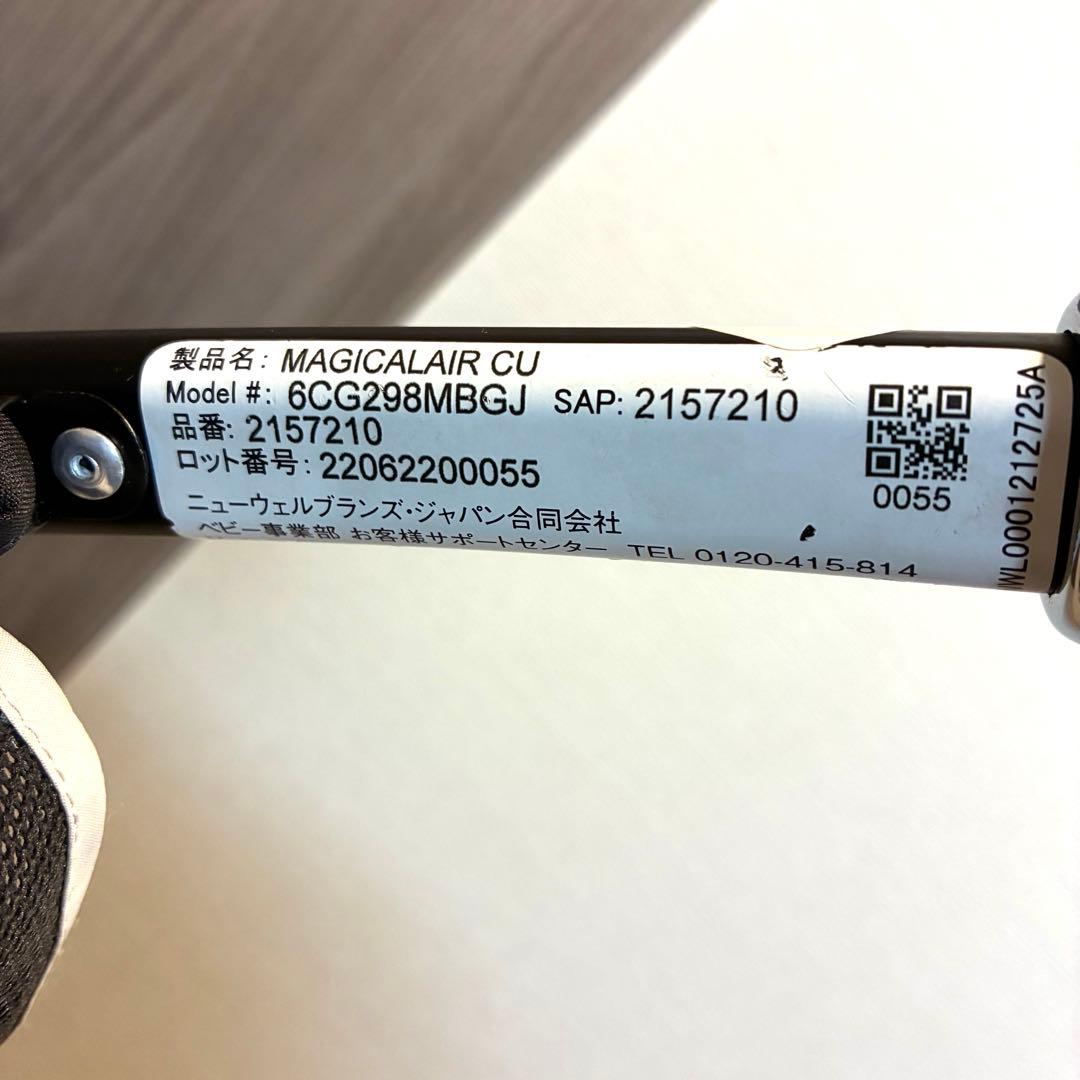 製品名: MAGICALAIR CU
Model #: 6CG298MBGJ SAP: 2157210
品番: 2157210
ロット番号: 22062200055
ニューウェルブランズ・ジャパン合同会社
ベビー事業部 お客様サポートセンター TEL 0120-415-814
0055
WL0001212725A